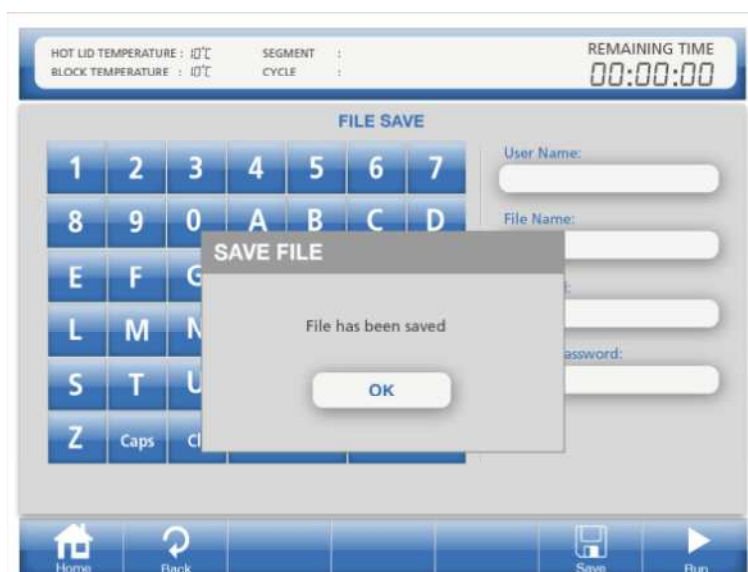 HOT LID TEMPERATURE : 10℃ SEGMENT :
BLOCK TEMPERATURE : 10℃ CYCLE :
REMAINING TIME
00:00:00
FILE SAVE
1 2 3 4 5 6 7
8 9 0 A B C D
E F G
L M N
S T U
Z Caps
User Name:
File Name:
SAVE FILE
File has been saved
OK
Home Back Save Run